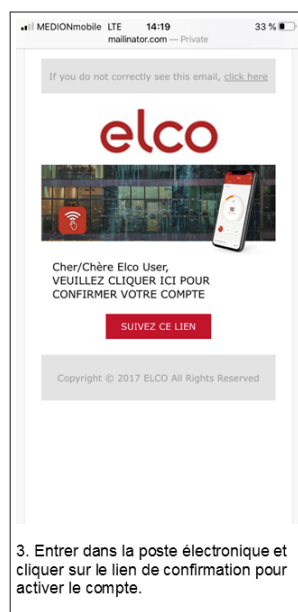 MEDIONmobile LTE 14:19 33 %
mailinator.com — Private
If you do not correctly see this email, click here
elco
Cher/Chère Elco User,
VEUILLEZ CLIQUER ICI POUR
CONFIRMER VOTRE COMPTE
SUIVEZ CE LIEN
Copyright © 2017 ELCO All Rights Reserved
3. Entrer dans la poste électronique et
cliquer sur le lien de confirmation pour
activer le compte.